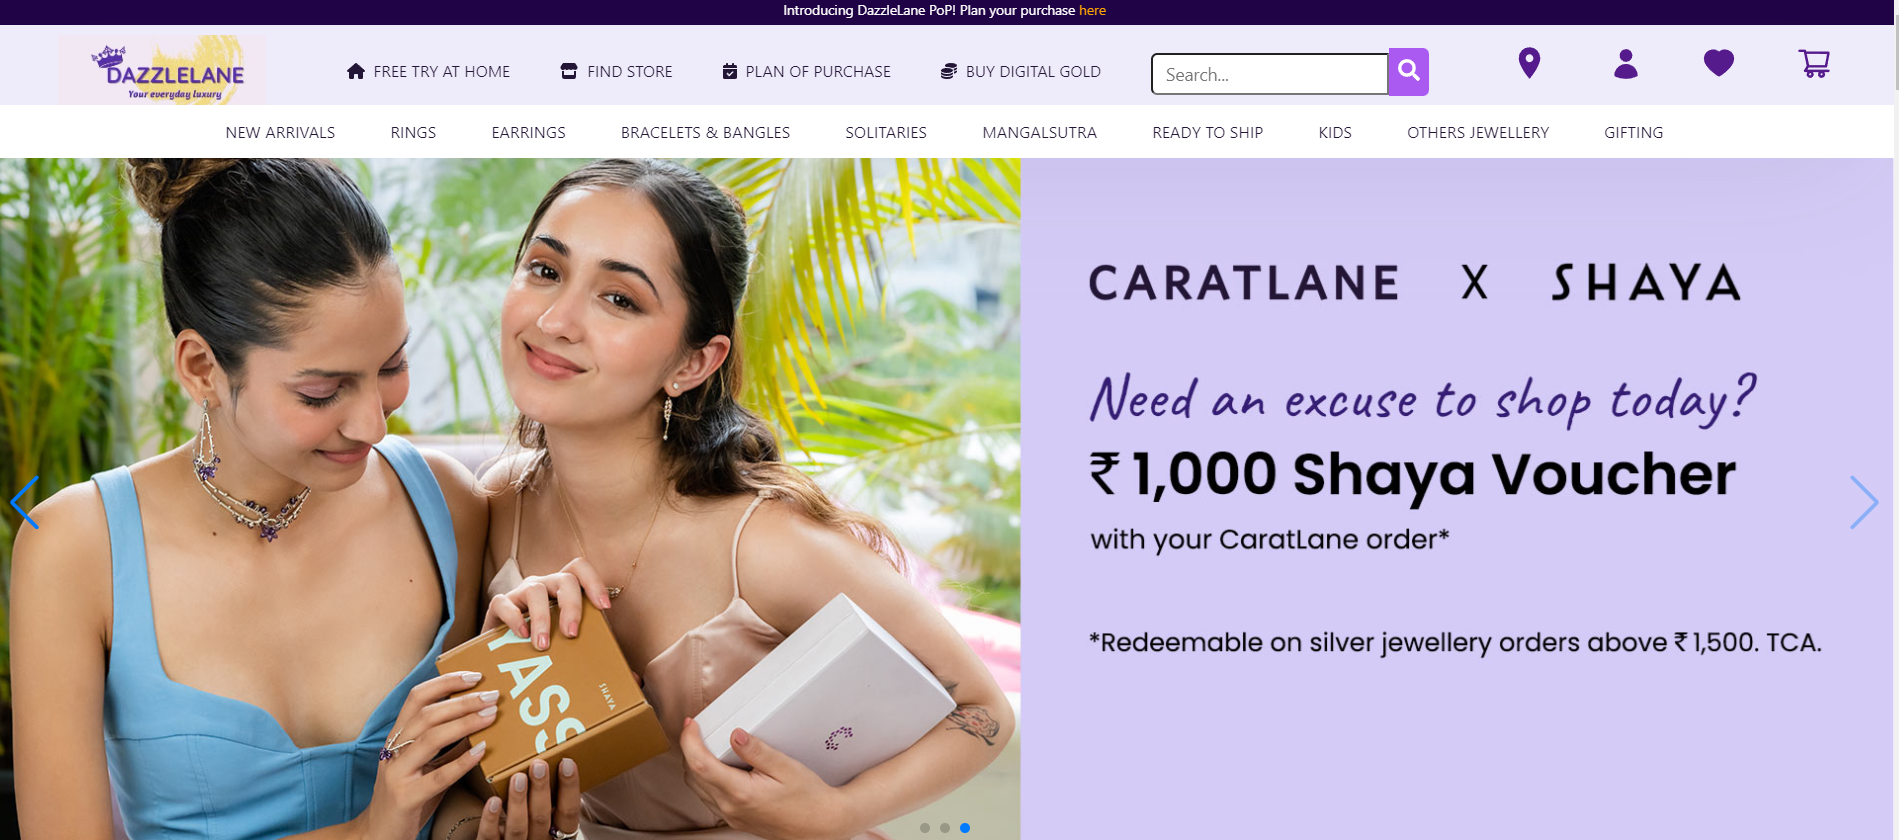 Introducing DazzleLane PoP! Plan your purchase here
DAZZLELANE
Your everyday luxury
FREE TRY AT HOME
FIND STORE
PLAN OF PURCHASE
BUY DIGITAL GOLD
Search...
NEW ARRIVALS
RINGS
EARRINGS
BRACELETS & BANGLES
SOLITARIES
MANGALSUTRA
READY TO SHIP
KIDS
OTHERS JEWELLERY
GIFTING
CARATLANE X SHAYA
Need an excuse to shop today?
₹1,000 Shaya Voucher
with your CaratLane order*
*Redeemable on silver jewellery orders above ₹1,500. TCA.
YASS
SHAYA